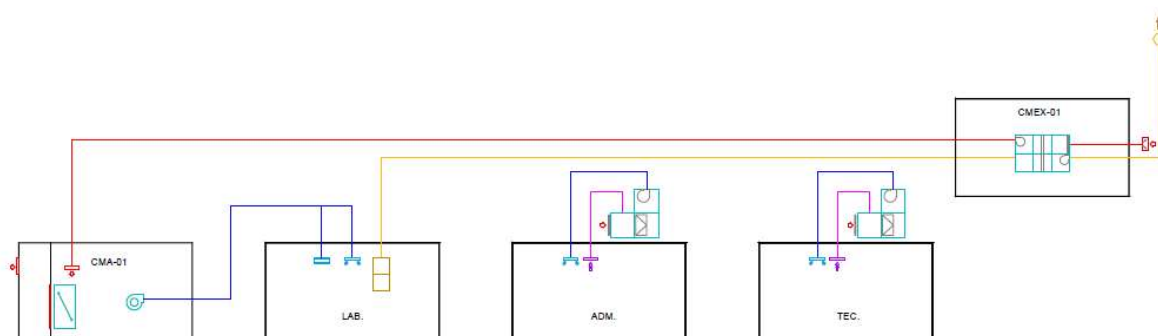 CMEX-01
CMA-01
LAB.
ADM.
TEC.